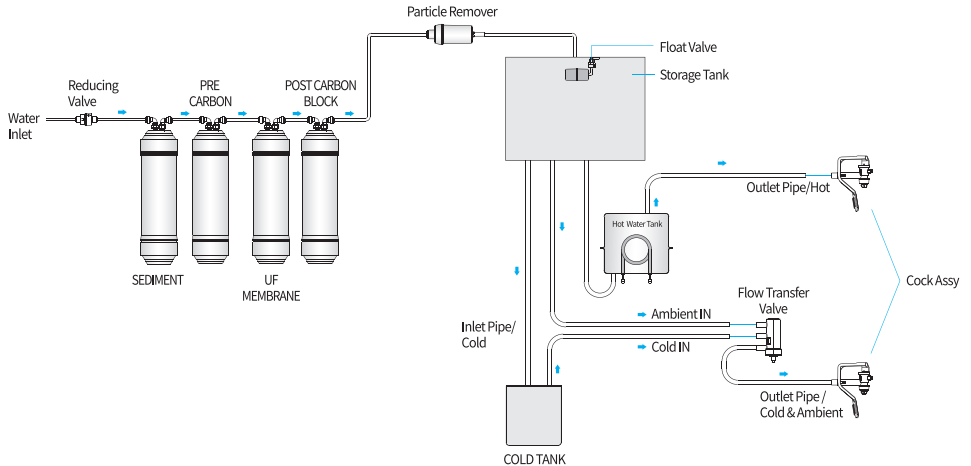 Particle Remover
Float Valve
Storage Tank
Reducing
Valve
PRE
CARBON
POST CARBON
BLOCK
Water
Inlet
SEDIMENT
UF
MEMBRANE
Outlet Pipe/Hot
Hot Water Tank
Cock Assy
Flow Transfer
Valve
Ambient IN
Inlet Pipe/
Cold
Cold IN
Outlet Pipe /
Cold & Ambient
COLD TANK